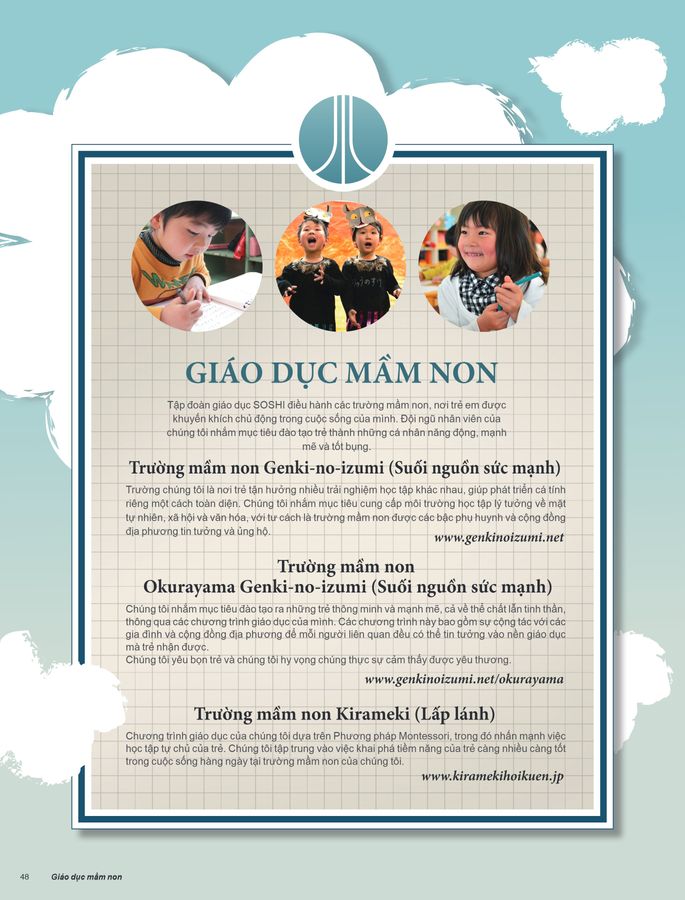 GIÁO DỤC MẦM NON
Tập đoàn giáo dục SOSHI điều hành các trường mầm non, nơi trẻ em được
khuyến khích chủ động trong cuộc sống của mình. Đội ngũ nhân viên của
chúng tôi nhắm mục tiêu đào tạo trẻ thành những cá nhân năng động, mạnh
mẽ và tốt bụng.
Trường mầm non Genki-no-izumi (Suối nguồn sức mạnh)
Trường chúng tôi là nơi trẻ tận hưởng nhiều trải nghiệm học tập khác nhau, giúp phát triển cá tính
riêng một cách toàn diện. Chúng tôi nhắm mục tiêu cung cấp môi trường học tập lý tưởng về mặt
tự nhiên, xã hội và văn hóa, với tư cách là trường mầm non được các bậc phụ huynh và cộng đồng
địa phương tin tưởng và ủng hộ.
www.genkinoizumi.net
Trường mầm non
Okurayama Genki-no-izumi (Suối nguồn sức mạnh)
Chúng tôi nhắm mục tiêu đào tạo ra những trẻ thông minh và mạnh mẽ, cả về thể chất lẫn tinh thần,
thông qua các chương trình giáo dục của mình. Các chương trình này bao gồm sự cộng tác với các
gia đình và cộng đồng địa phương để mỗi người liên quan đều có thể tin tưởng vào nền giáo dục
mà trẻ nhận được.
Chúng tôi yêu bọn trẻ và chúng tôi hy vọng chúng thực sự cảm thấy được yêu thương.
www.genkinoizumi.net/okurayama
Trường mầm non Kirameki (Lấp lánh)
Chương trình giáo dục của chúng tôi dựa trên Phương pháp Montessori, trong đó nhấn mạnh việc
học tập tự chủ của trẻ. Chúng tôi tập trung vào việc khai phá tiềm năng của trẻ càng nhiều càng tốt
trong cuộc sống hàng ngày tại trường mầm non của chúng tôi.
www.kiramekihoikuen.jp
48 Giáo dục mầm non